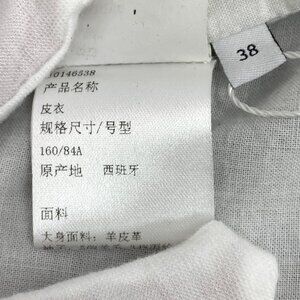 10146538
产品名称
皮衣
规格尺寸/号型
160/84A
原产地 西班牙
面料
大身面料：羊皮革
38